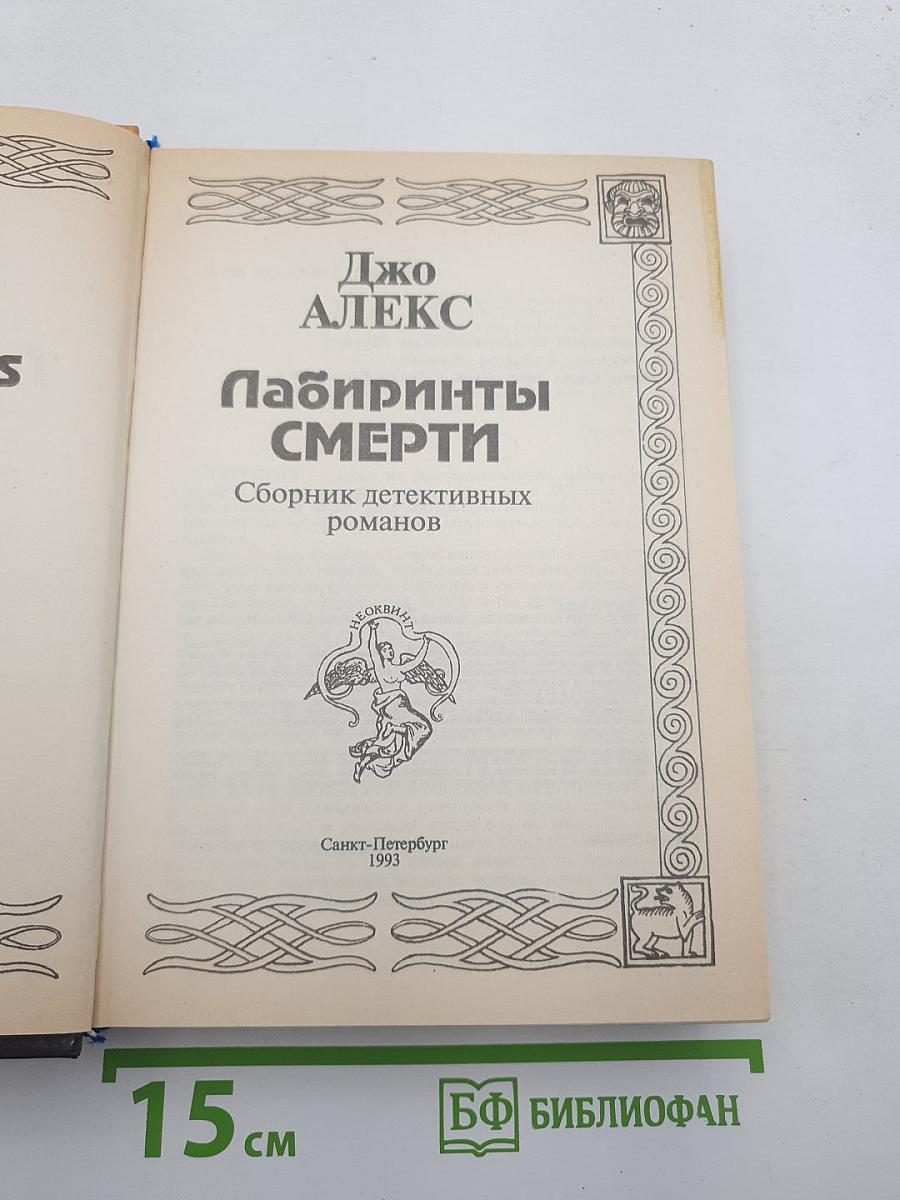 s
Джо
АЛЕКС
Лабиринты
СМЕРТИ
Сборник детективных
романов
НЕОКВИНТ
Санкт-Петербург
1993
15 см
БФ БИБЛИОФАН